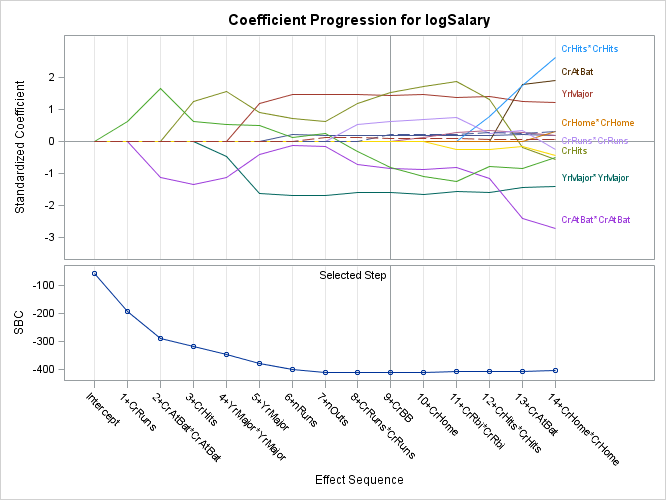 Coefficient Progression for logSalary
Standardized Coefficient
2
1
0
-1
-2
-3
CrHits*CrHits
CrAtBat
YrMajor
CrHome*CrHome
CrRuns*CrRuns
CrHits
YrMajor*YrMajor
CrAtBat*CrAtBat
Selected Step
SBC
-100
-200
-300
-400
Intercept
1+CrRuns
2+CrAtBat*CrAtBat
3+CrHits
4+YrMajor*YrMajor
5+YrMajor
6+nRuns
7+nOuts
8+CrRuns*CrRuns
9+CrBB
10+CrHome
11+CrRbi*CrRbi
12+CrHits*CrHits
13+CrAtBat
14+CrHome*CrHome
Effect Sequence